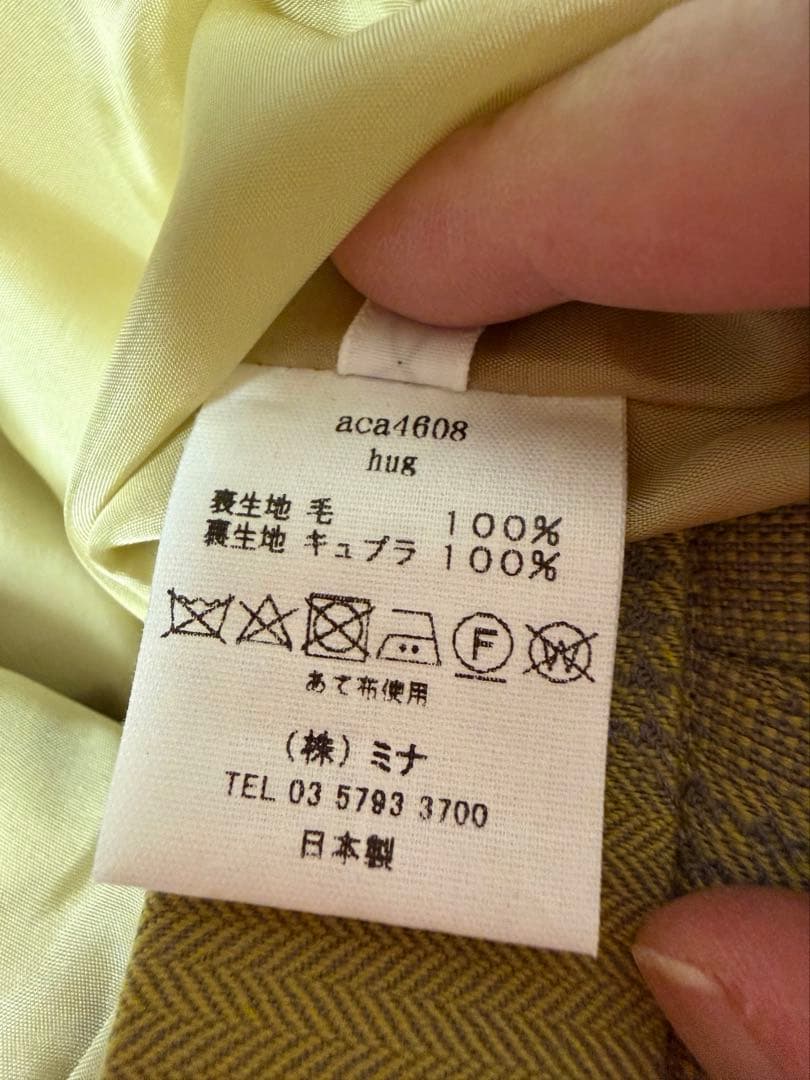 aca4608
hug
表生地 毛 100%
裏生地 キュプラ 100%
F W
あて布使用
(株)ミナ
TEL 03 5793 3700
日本製